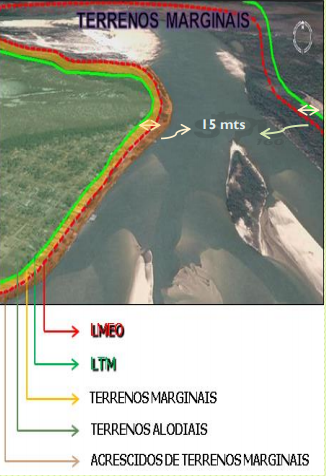 TERRENOS MARGINAIS
15 mts
LMEO
LTM
TERRENOS MARGINAIS
TERRENOS ALODIAIS
ACRESCIDOS DE TERRENOS MARGINAIS